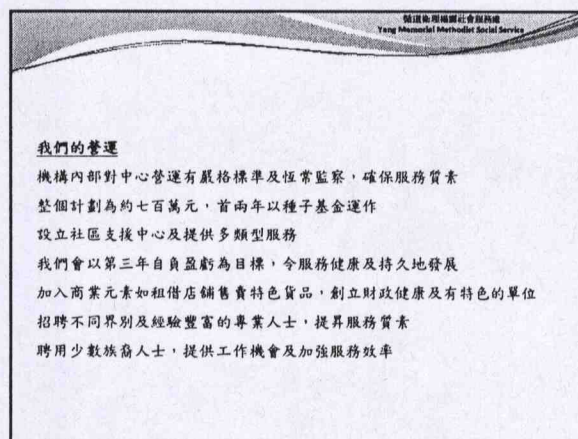 循道衞理楊震社會服務處
Yang Memorial Methodist Social Service
我們的營運
機構內部對中心營運有嚴格標準及恆常監察，確保服務質素
整個計劃為約七百萬元，首兩年以種子基金運作
設立社區支援中心及提供多類型服務
我們會以第三年自負盈虧為目標，令服務健康及持久地發展
加入商業元素如租借店舖售賣特色貨品，創立財政健康及有特色的單位
招聘不同界別及經驗豐富的專業人士，提昇服務質素
聘用少數族裔人士，提供工作機會及加強服務效率